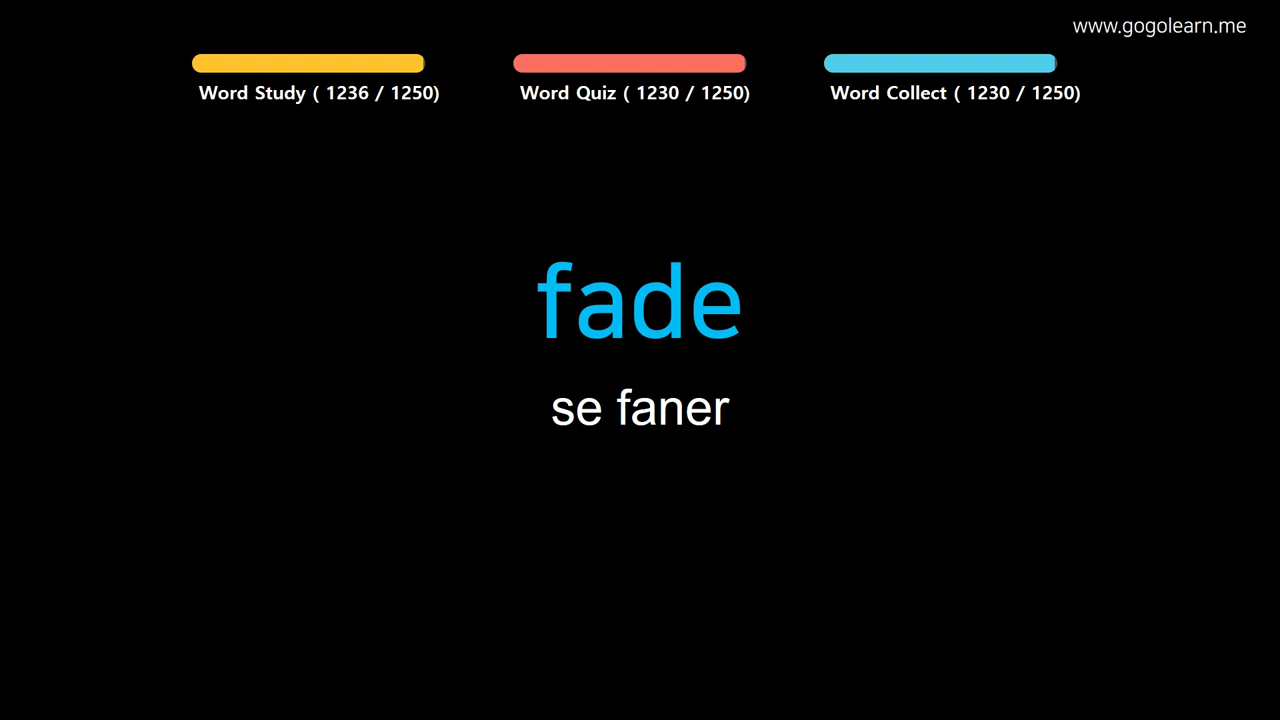 www.gogolearn.me
Word Study ( 1236 / 1250)
Word Quiz ( 1230 / 1250)
Word Collect ( 1230 / 1250)
fade
se faner